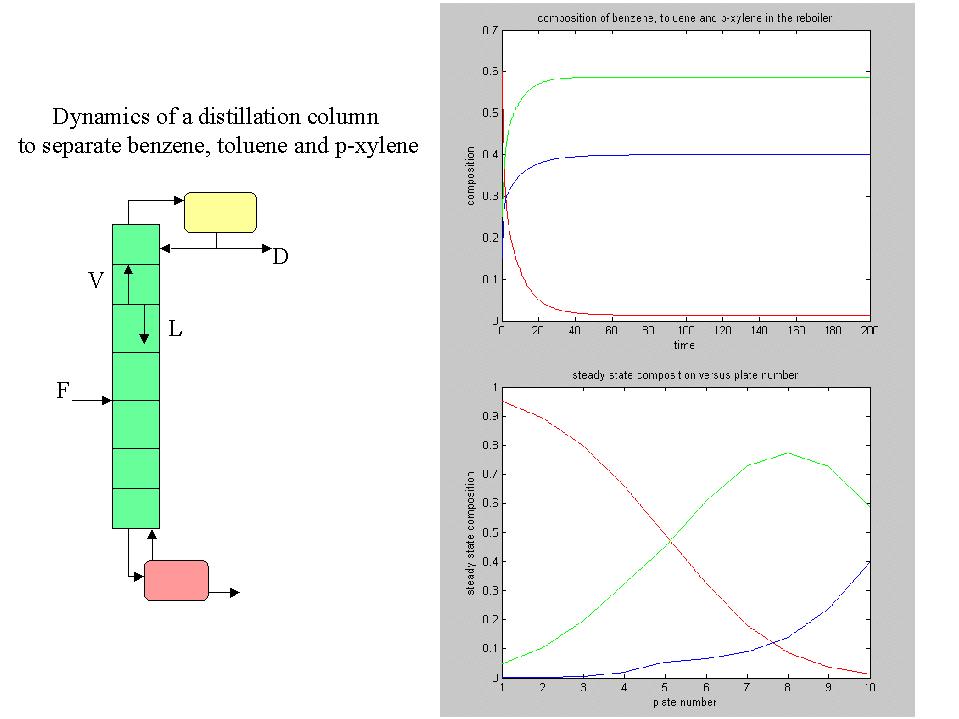 Dynamics of a distillation column
to separate benzene, toluene and p-xylene
D
V
L
F
composition of benzene, toluene and p-xylene in the reboiler
0.7
0.6
0.5
0.4
0.3
0.2
0.1
0
composition
0 20 40 60 80 100 120 140 160 180 200
time
steady state composition versus plate number
1
0.9
0.8
0.7
0.6
0.5
0.4
0.3
0.2
0.1
0
steady state composition
1 2 3 4 5 6 7 8 9 10
plate number